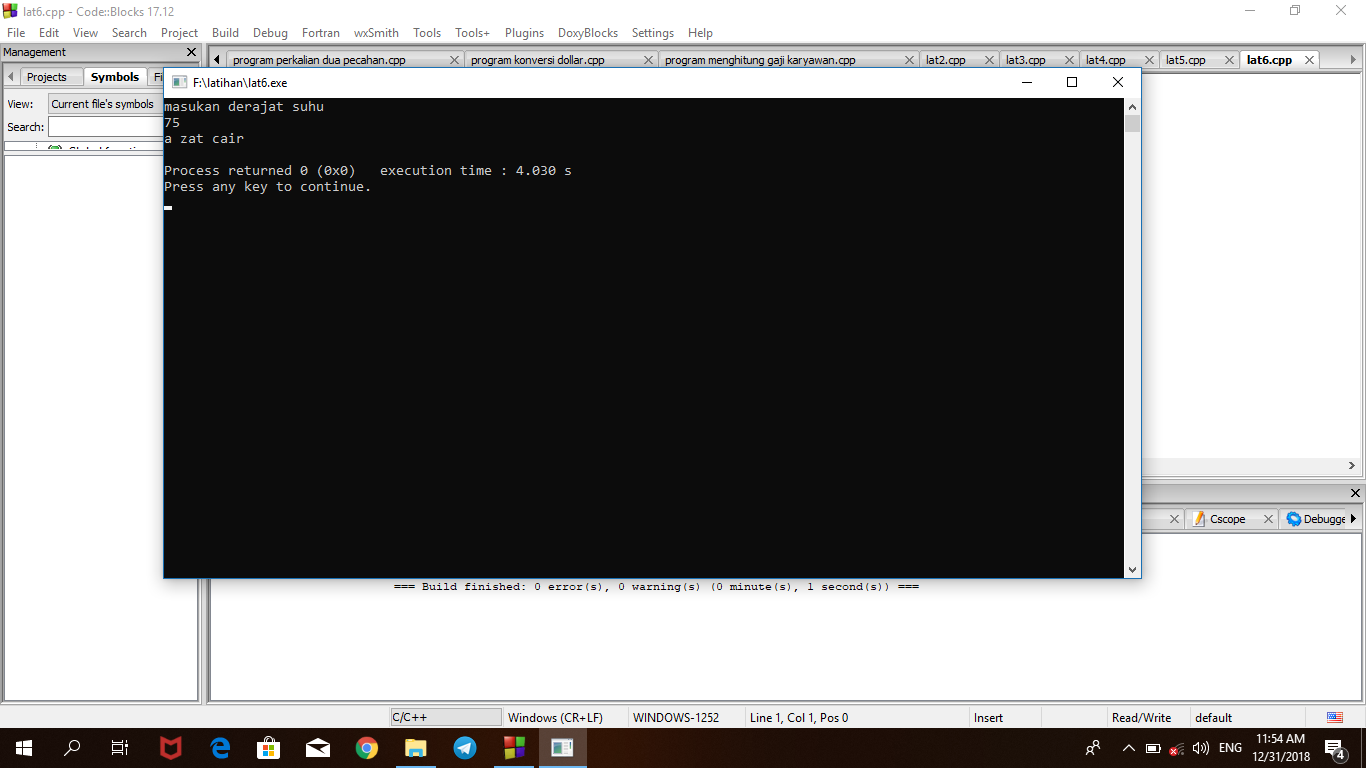 lat6.cpp - Code::Blocks 17.12
File Edit View Search Project Build Debug Fortran wxSmith Tools Tools+ Plugins DoxyBlocks Settings Help
Management
program perkalian dua pecahan.cpp program konversi dollar.cpp program menghitung gaji karyawan.cpp lat2.cpp lat3.cpp lat4.cpp lat5.cpp lat6.cpp
Projects Symbols
View: Current file's symbols
Search:
F:\latihan\lat6.exe
masukan derajat suhu
75
a zat cair
Process returned 0 (0x0)   execution time : 4.030 s
Press any key to continue.
Cscope Debugge
=== Build finished: 0 error(s), 0 warning(s) (0 minute(s), 1 second(s)) ===
C/C++ Windows (CR+LF) WINDOWS-1252 Line 1, Col 1, Pos 0 Insert Read/Write default
ENG
11:54 AM
12/31/2018
4